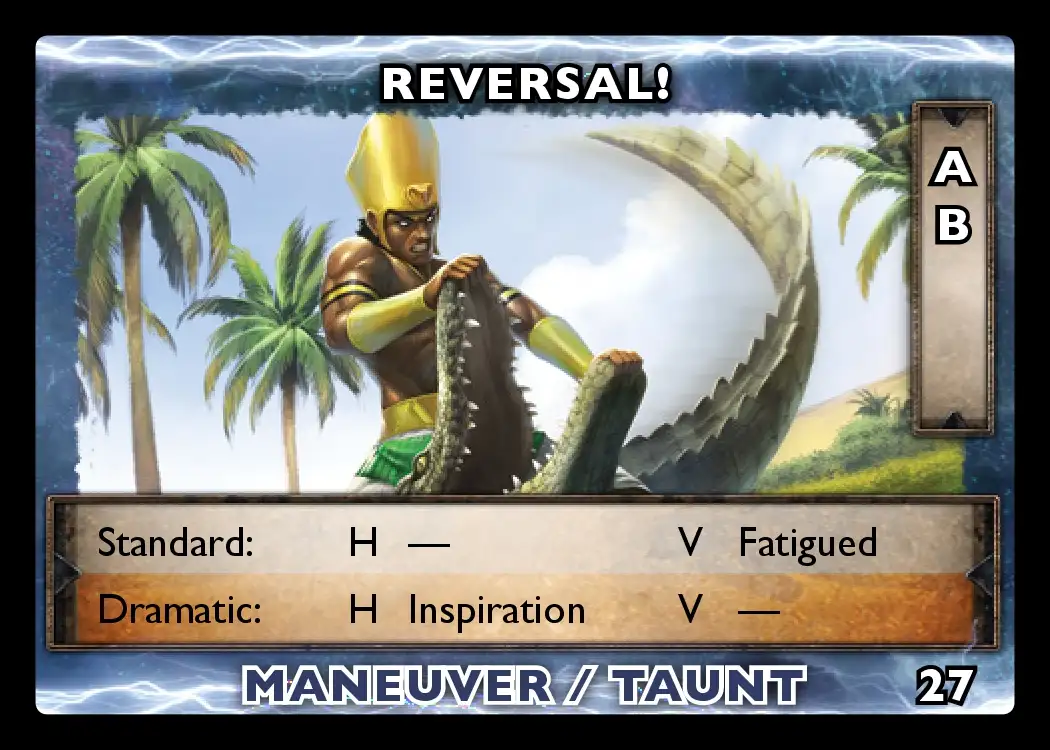 REVERSAL!
A
B
Standard: H — V Fatigued
Dramatic: H Inspiration V —
MANEUVER / TAUNT
27